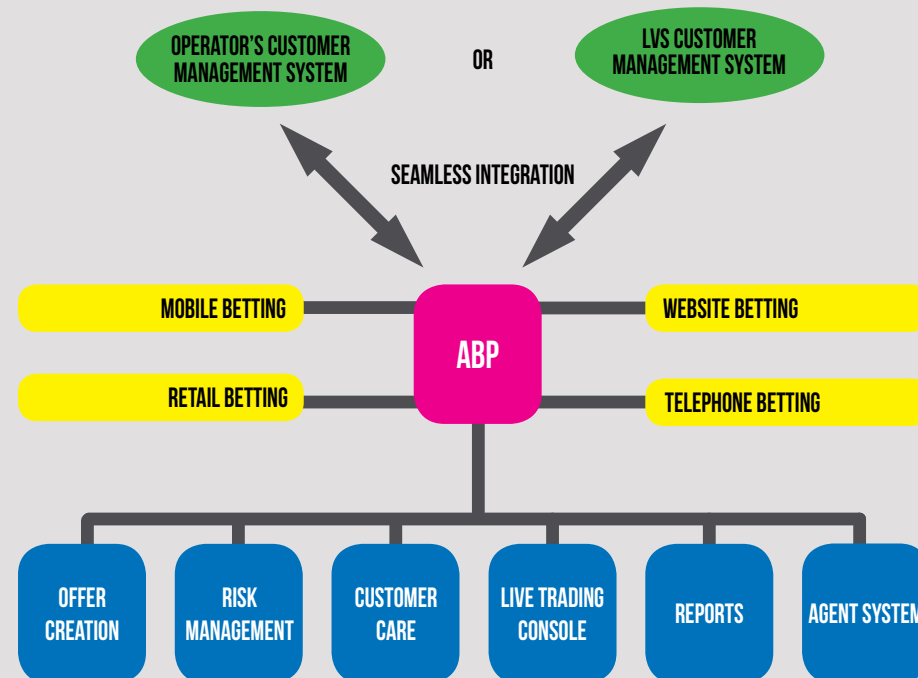 OPERATOR'S CUSTOMER
MANAGEMENT SYSTEM
OR
LVS CUSTOMER
MANAGEMENT SYSTEM
SEAMLESS INTEGRATION
MOBILE BETTING
WEBSITE BETTING
ABP
RETAIL BETTING
TELEPHONE BETTING
OFFER
CREATION
RISK
MANAGEMENT
CUSTOMER
CARE
LIVE TRADING
CONSOLE
REPORTS
AGENT SYSTEM